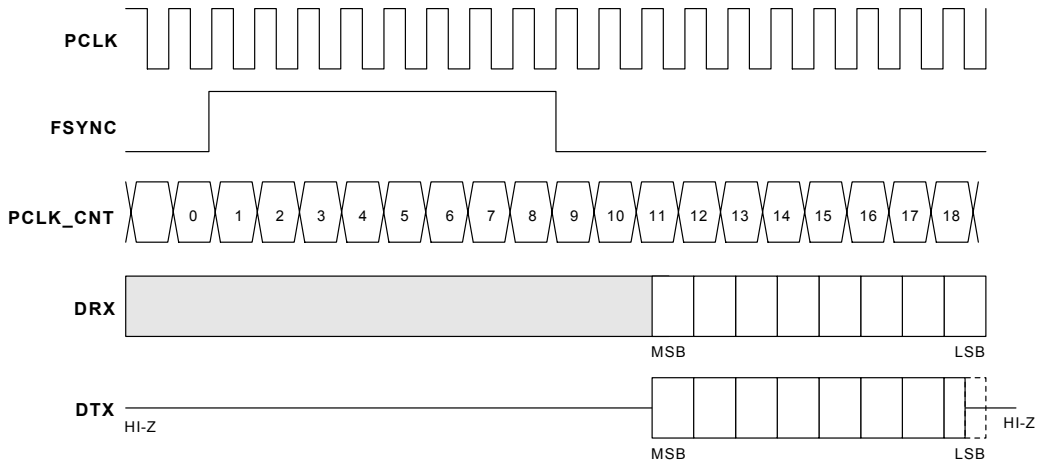 PCLK
FSYNC
PCLK_CNT 0 1 2 3 4 5 6 7 8 9 10 11 12 13 14 15 16 17 18
DRX
MSB LSB
DTX
HI-Z HI-Z
MSB LSB